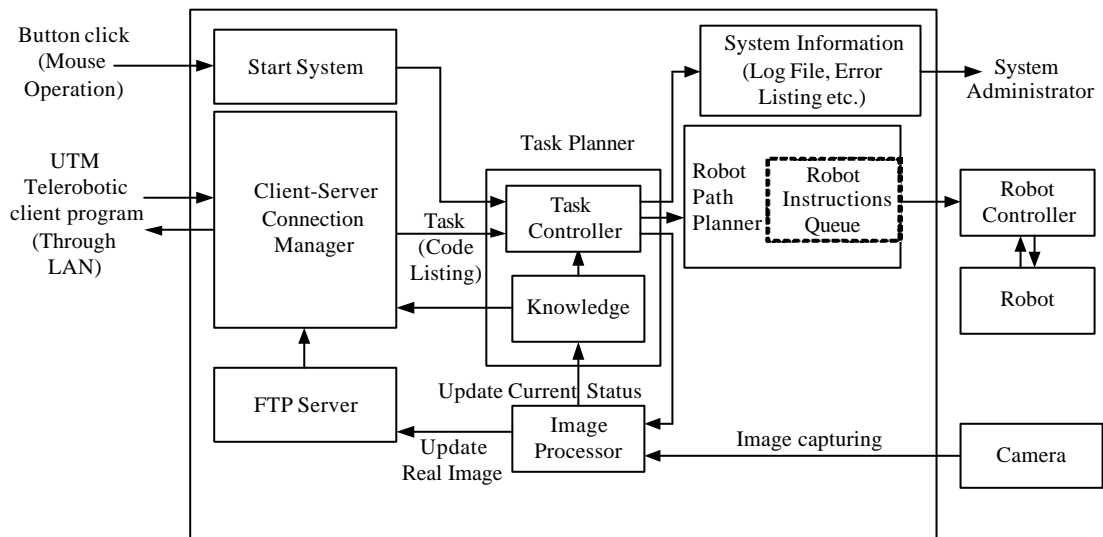 Button click
(Mouse
Operation)
Start System
System Information
(Log File, Error
Listing etc.)
System
Administrator
UTM
Telerobotic
client program
(Through
LAN)
Client-Server
Connection
Manager
Task
(Code
Listing)
Task Planner
Task
Controller
Knowledge
Robot
Path
Planner
Robot
Instructions
Queue
Robot
Controller
Robot
FTP Server
Update Current Status
Update
Real Image
Image
Processor
Image capturing
Camera